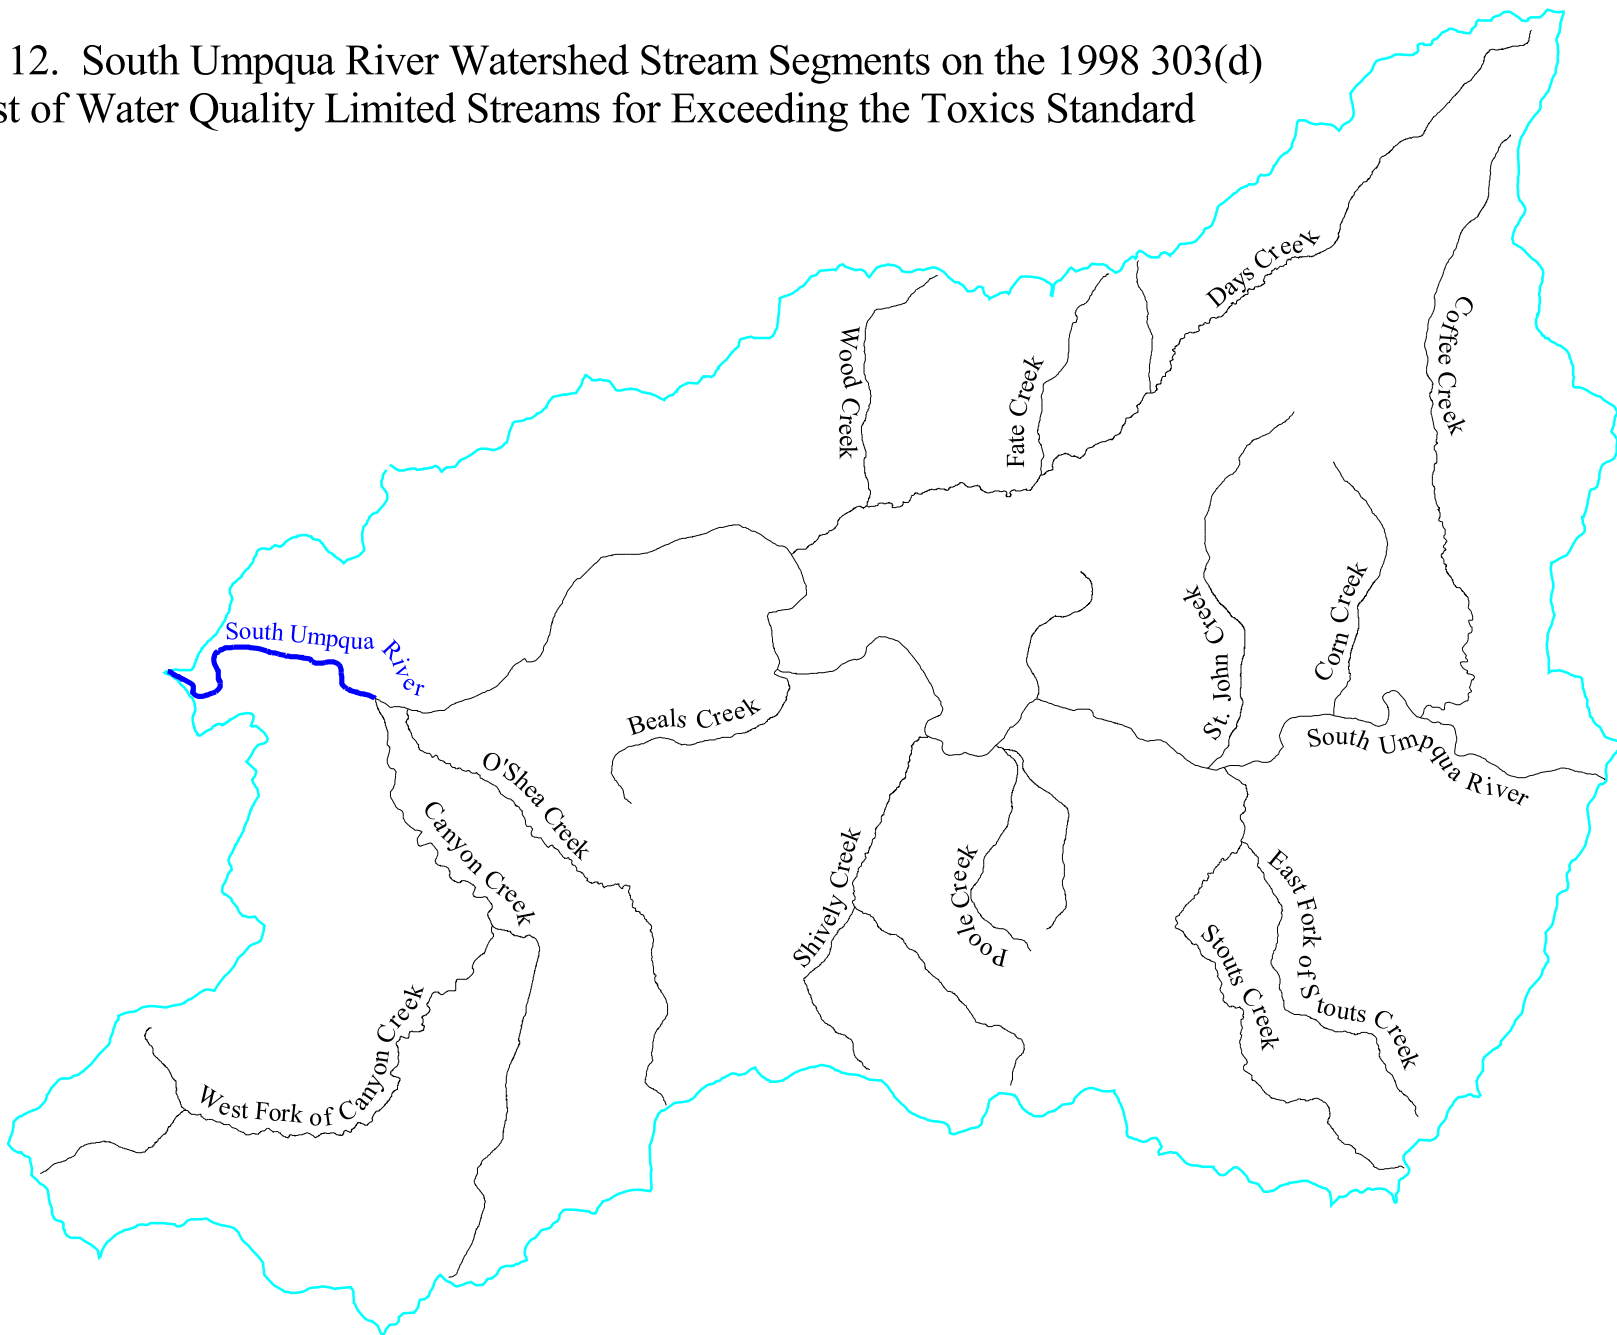 12. South Umpqua River Watershed Stream Segments on the 1998 303(d)
st of Water Quality Limited Streams for Exceeding the Toxics Standard
Days Creek
Coffee Creek
Wood Creek
Fate Creek
South Umpqua River
St. John Creek
Corn Creek
Beals Creek
South Umpqua River
O'Shea Creek
Canyon Creek
Shively Creek
Poole Creek
East Fork of Stouts Creek
Stouts Creek
West Fork of Canyon Creek